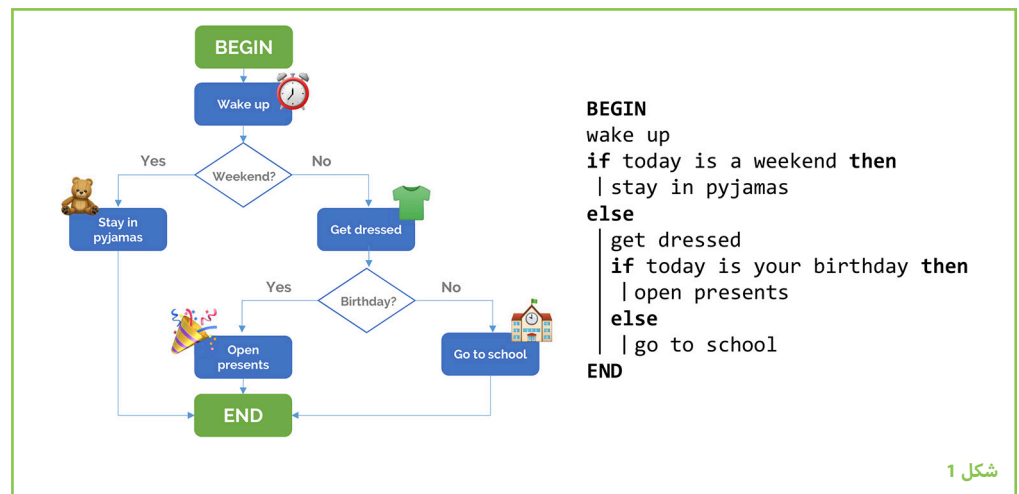 BEGIN
Wake up
Yes
No
Weekend?
Stay in
pyjamas
Get dressed
Yes
No
Birthday?
Open
presents
Go to school
END
BEGIN
wake up
if today is a weekend then
stay in pyjamas
else
get dressed
if today is your birthday then
open presents
else
go to school
END
شكل 1